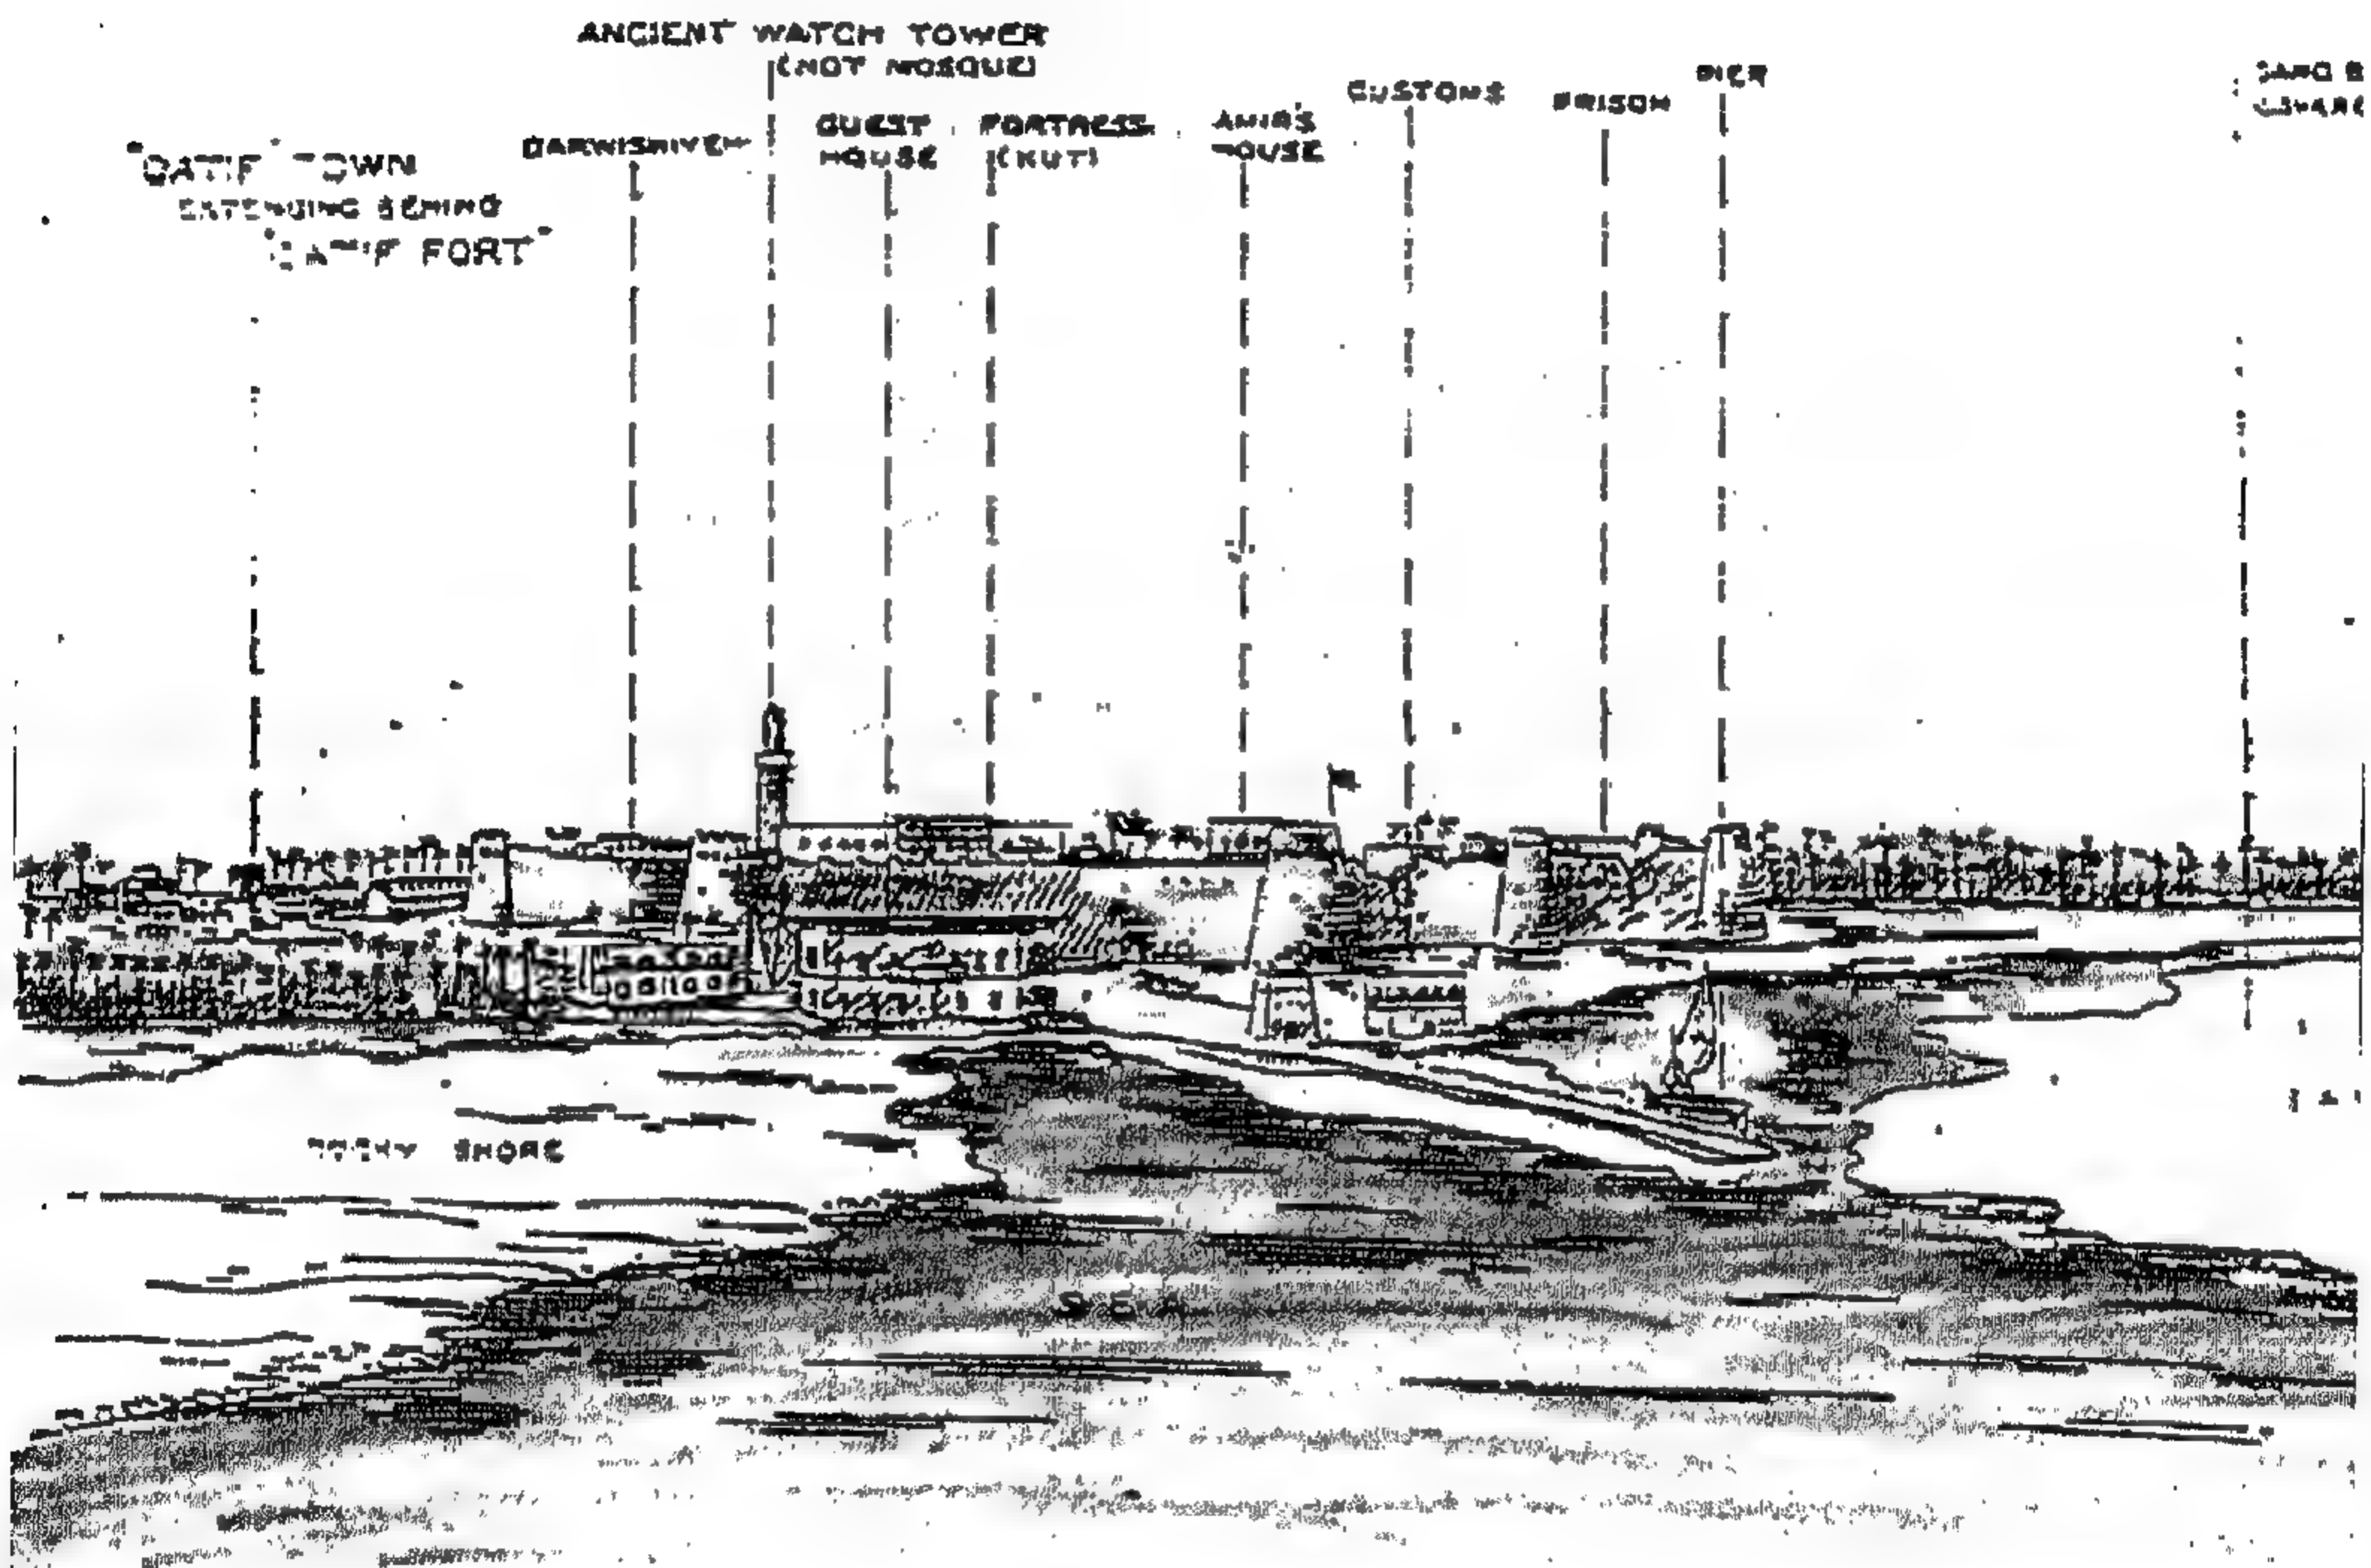 ANCIENT WATCH TOWER
(NOT MOSQUE)
"QATIF" TOWN
EXTENDING BEHIND
"QATIF FORT"
DARWISHIYEH
GUEST
HOUSE
FORTRESS
(KUT)
AMIR'S
HOUSE
CUSTOMS
PRISON
PIER
ROCKY SHORE
SEA